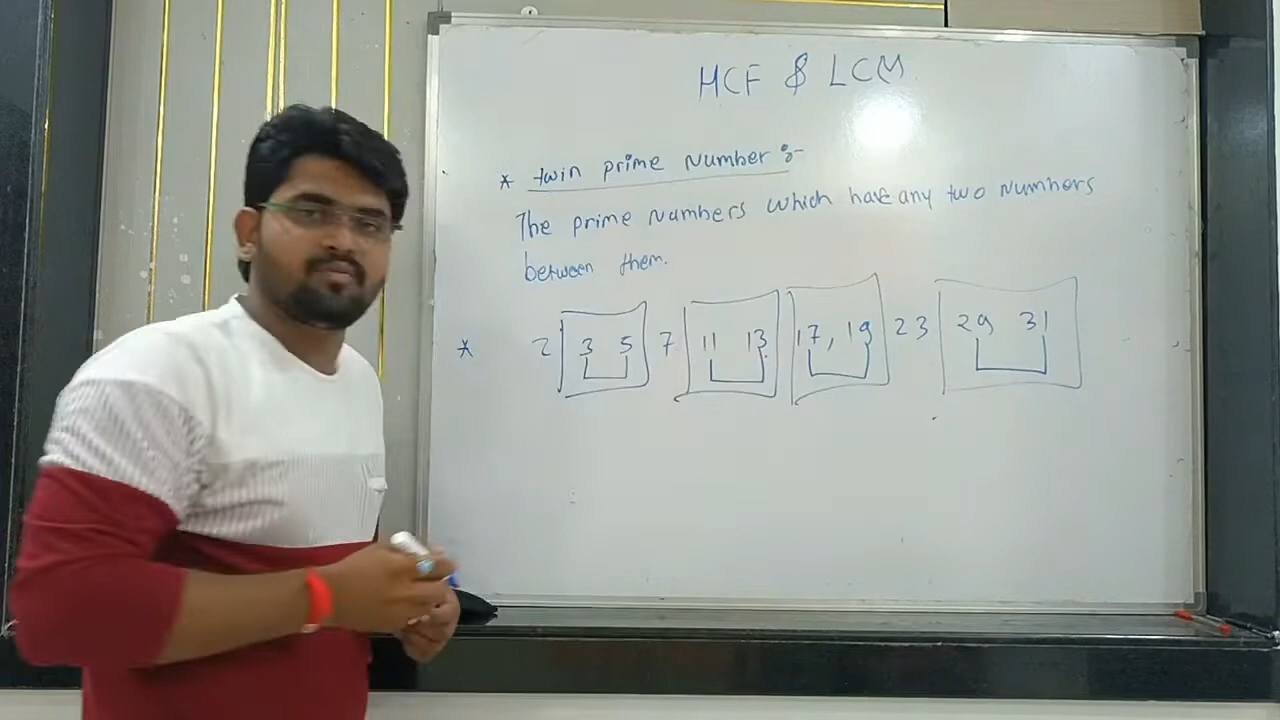 HCF & LCM
* twin prime Number :-
The prime Numbers which have any two Numbers
between them.
* 2 3 5 7 11 13 17, 19 23 29 31